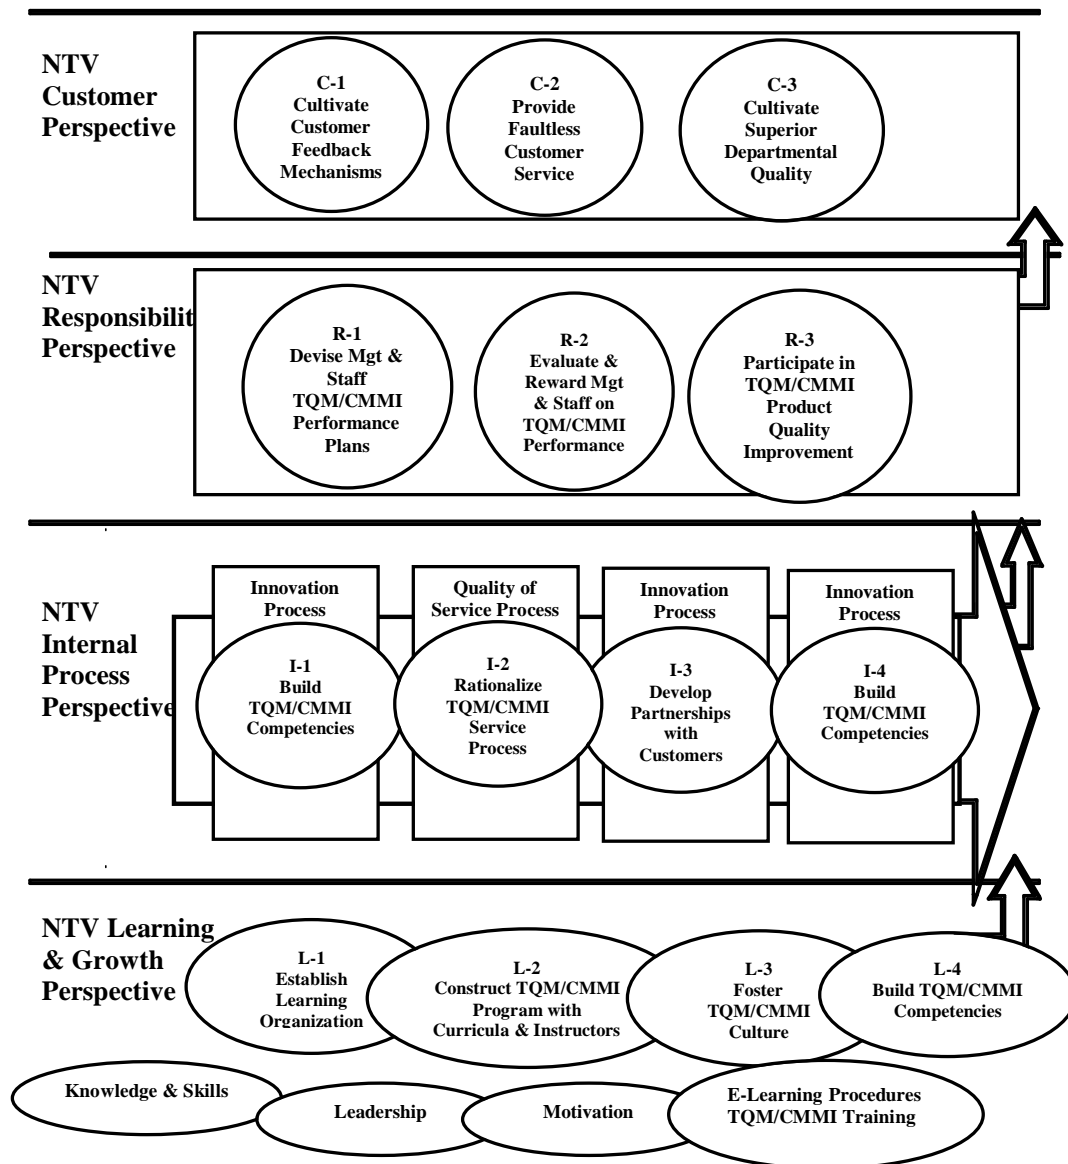 NTV
Customer
Perspective
C-1
Cultivate
Customer
Feedback
Mechanisms
C-2
Provide
Faultless
Customer
Service
C-3
Cultivate
Superior
Departmental
Quality
NTV
Responsibilit
Perspective
R-1
Devise Mgt &
Staff
TQM/CMMI
Performance
Plans
R-2
Evaluate &
Reward Mgt
& Staff on
TQM/CMMI
Performance
R-3
Participate in
TQM/CMMI
Product
Quality
Improvement
NTV
Internal
Process
Perspective
Innovation
Process
I-1
Build
TQM/CMMI
Competencies
Quality of
Service Process
I-2
Rationalize
TQM/CMMI
Service
Process
Innovation
Process
I-3
Develop
Partnerships
with
Customers
Innovation
Process
I-4
Build
TQM/CMMI
Competencies
NTV Learning
& Growth
Perspective
L-1
Establish
Learning
Organization
L-2
Construct TQM/CMMI
Program with
Curricula & Instructors
L-3
Foster
TQM/CMMI
Culture
L-4
Build TQM/CMMI
Competencies
Knowledge & Skills
Leadership
Motivation
E-Learning Procedures
TQM/CMMI Training